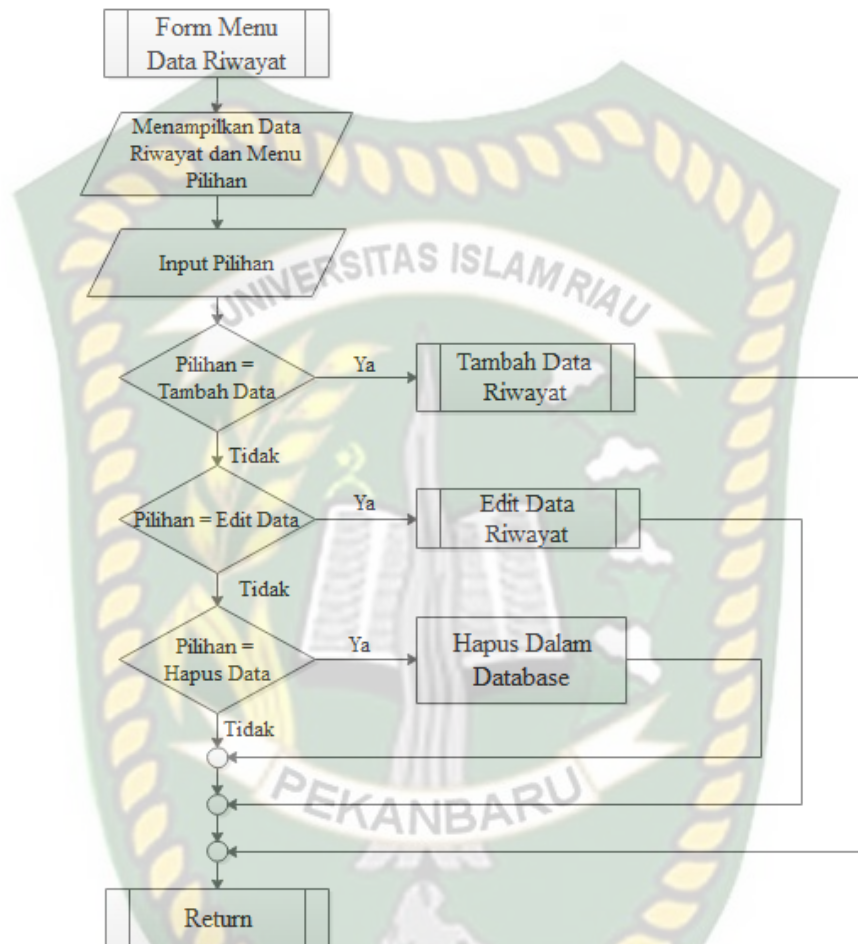 Form Menu
Data Riwayat
Menampilkan Data
Riwayat dan Menu
Pilihan
Input Pilihan
UNIVERSITAS ISLAM RIAU
Pilihan =
Tambah Data
Ya
Tambah Data
Riwayat
Tidak
Pilihan = Edit Data
Ya
Edit Data
Riwayat
Tidak
Pilihan =
Hapus Data
Ya
Hapus Dalam
Database
Tidak
PEKANBARU
Return